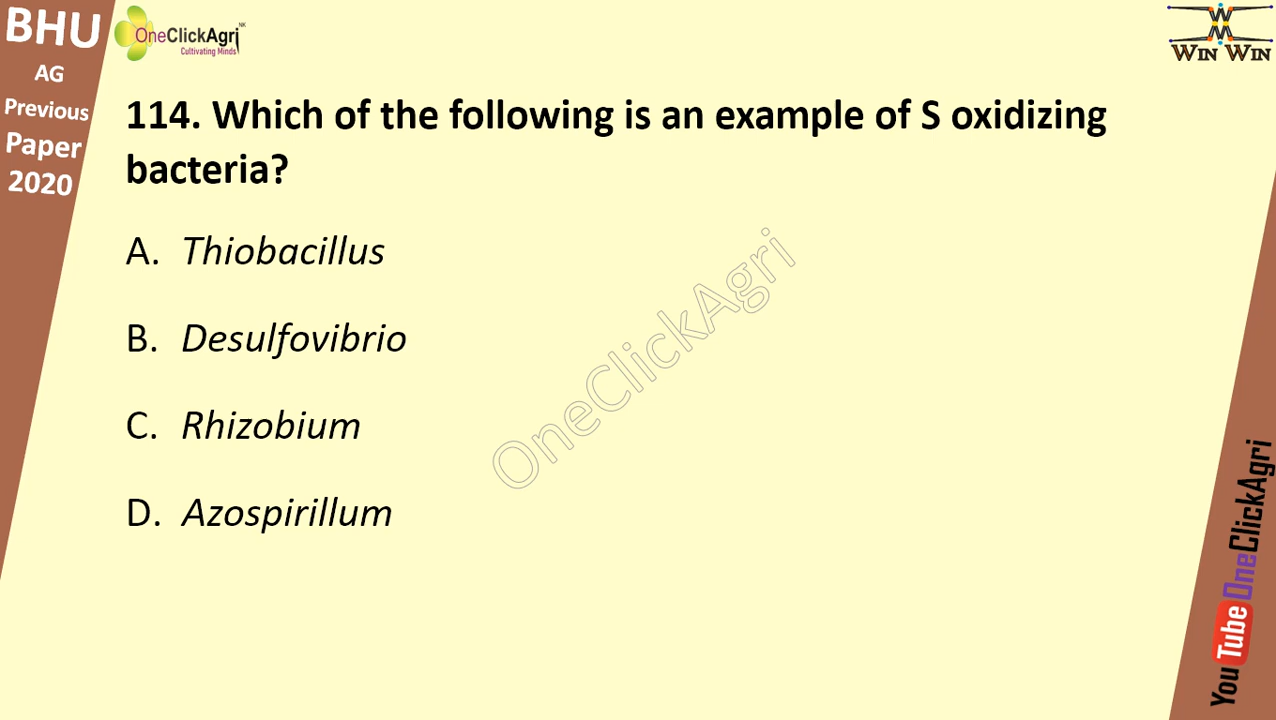 BHU
AG
Previous
Paper
2020
OneClickAgri NK
Cultivating Minds
WIN WIN
114. Which of the following is an example of S oxidizing
bacteria?
A. Thiobacillus
B. Desulfovibrio
C. Rhizobium
D. Azospirillum
OneClickAgri
YouTube OneClickAgri